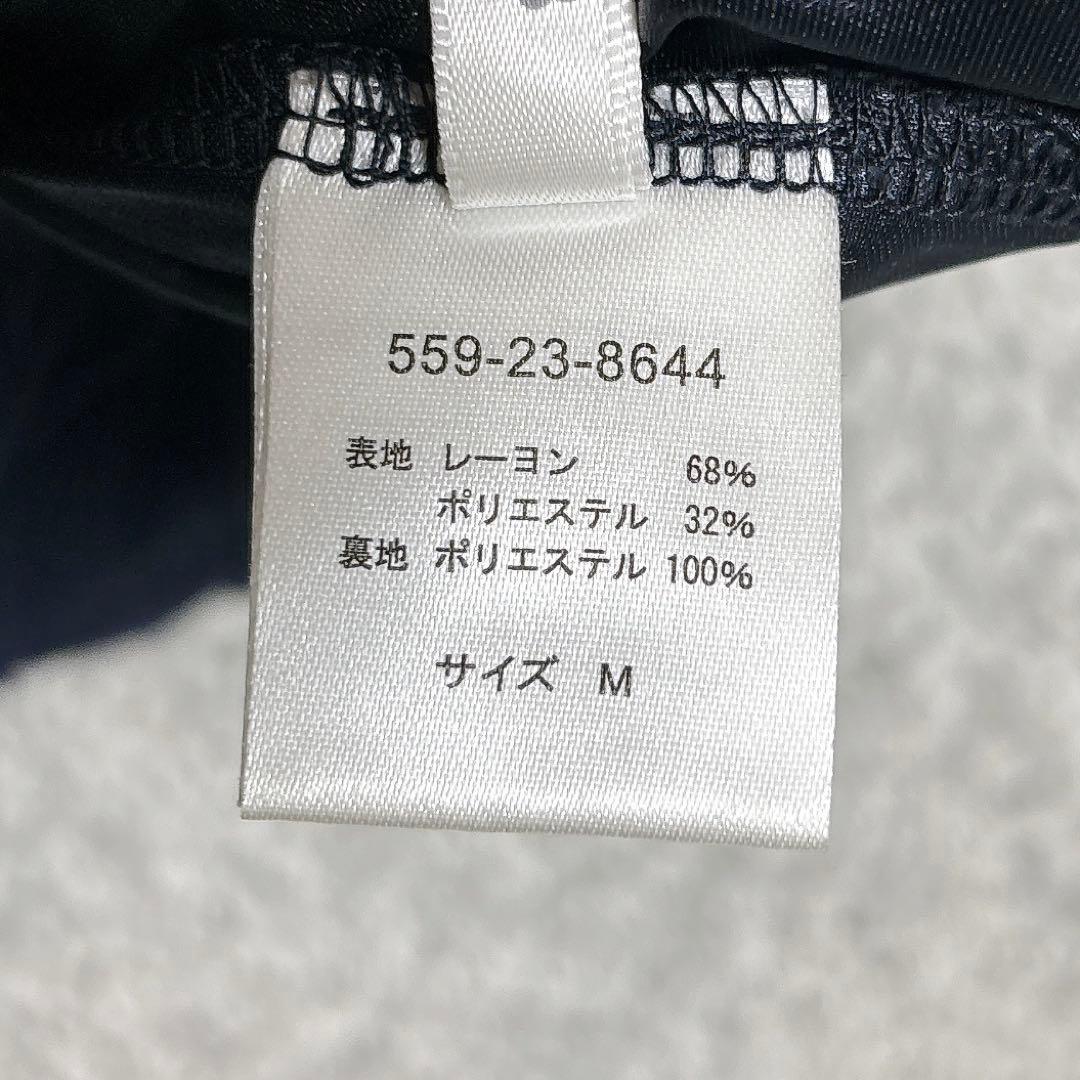 559-23-8644
表地 レーヨン 68%
ポリエステル 32%
裏地 ポリエステル 100%
サイズ M